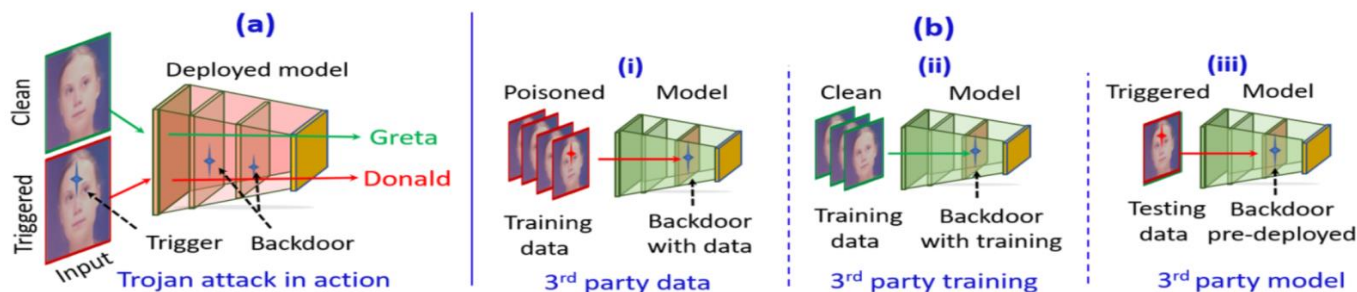 (a)
Clean
Triggered
Input
Deployed model
Greta
Donald
Trigger
Backdoor
Trojan attack in action
(b)
(i)
Poisoned
Model
Training
data
Backdoor
with data
3rd party data
(ii)
Clean
Model
Training
data
Backdoor
with training
3rd party training
(iii)
Triggered
Model
Testing
data
Backdoor
pre-deployed
3rd party model